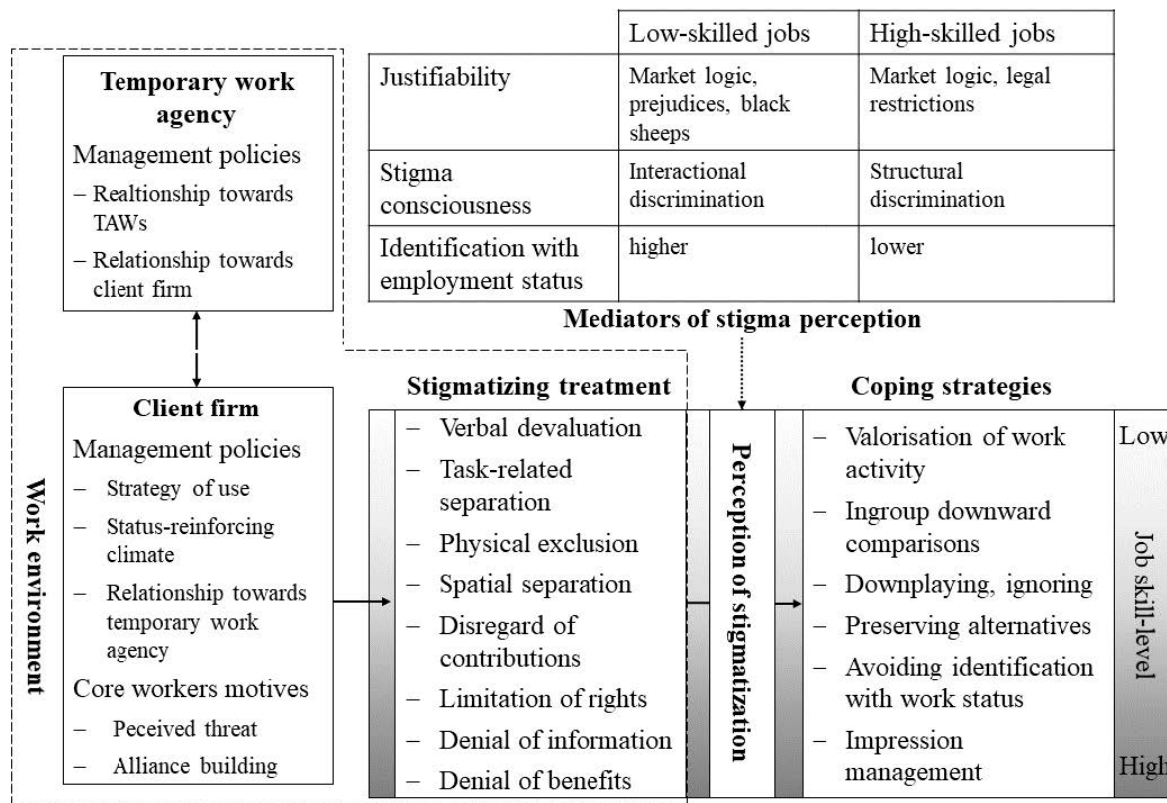 Temporary work
agency
Management policies
– Realtionship towards
TAWs
– Relationship towards
client firm
Low-skilled jobs
High-skilled jobs
Justifiability
Market logic,
prejudices, black
sheeps
Market logic, legal
restrictions
Stigma
consciousness
Interactional
discrimination
Structural
discrimination
Identification with
employment status
higher
lower
Mediators of stigma perception
Work environment
Client firm
Management policies
– Strategy of use
– Status-reinforcing
climate
– Relationship towards
temporary work
agency
Core workers motives
– Peceived threat
– Alliance building
Stigmatizing treatment
– Verbal devaluation
– Task-related
separation
– Physical exclusion
– Spatial separation
– Disregard of
contributions
– Limitation of rights
– Denial of information
– Denial of benefits
Perception of stigmatization
Coping strategies
– Valorisation of work
activity
– Ingroup downward
comparisons
– Downplaying, ignoring
– Preserving alternatives
– Avoiding identification
with work status
– Impression
management
Low
Job skill-level
High